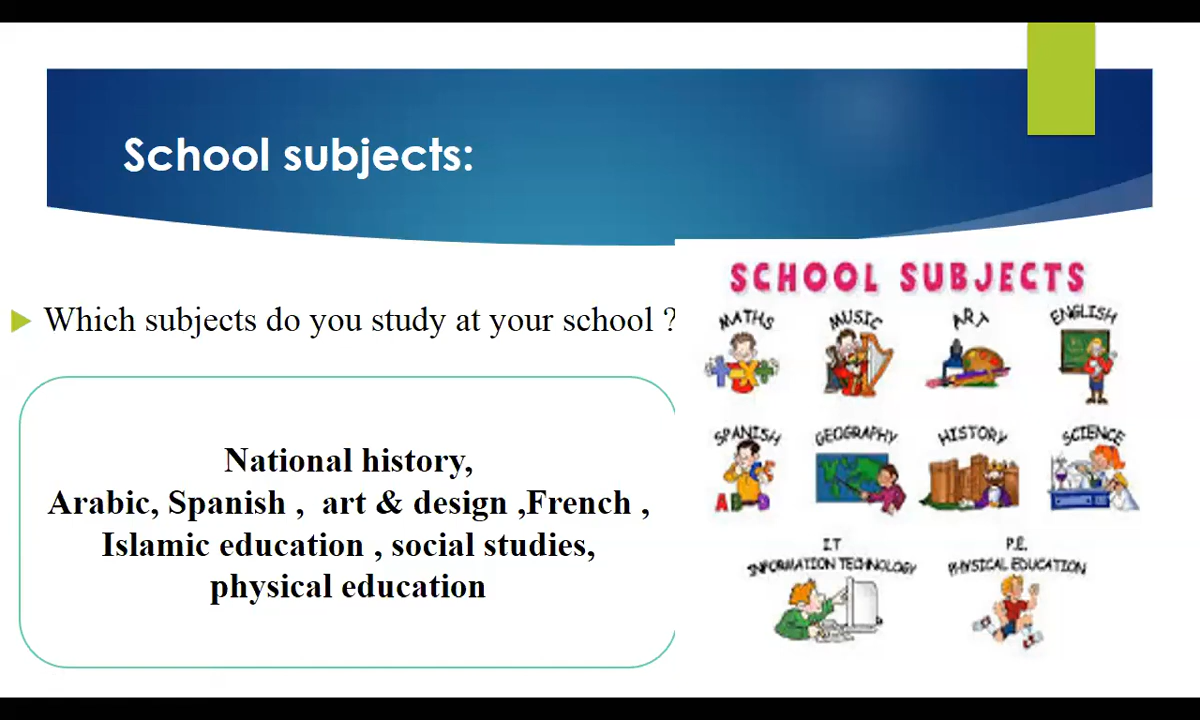 School subjects:
Which subjects do you study at your school ?
National history,
Arabic, Spanish ,  art & design ,French ,
Islamic education , social studies,
physical education
SCHOOL SUBJECTS
MATHS MUSIC ART ENGLISH
SPANISH GEOGRAPHY HISTORY SCIENCE
I.T P.E.
INFORMATION TECHNOLOGY PHYSICAL EDUCATION